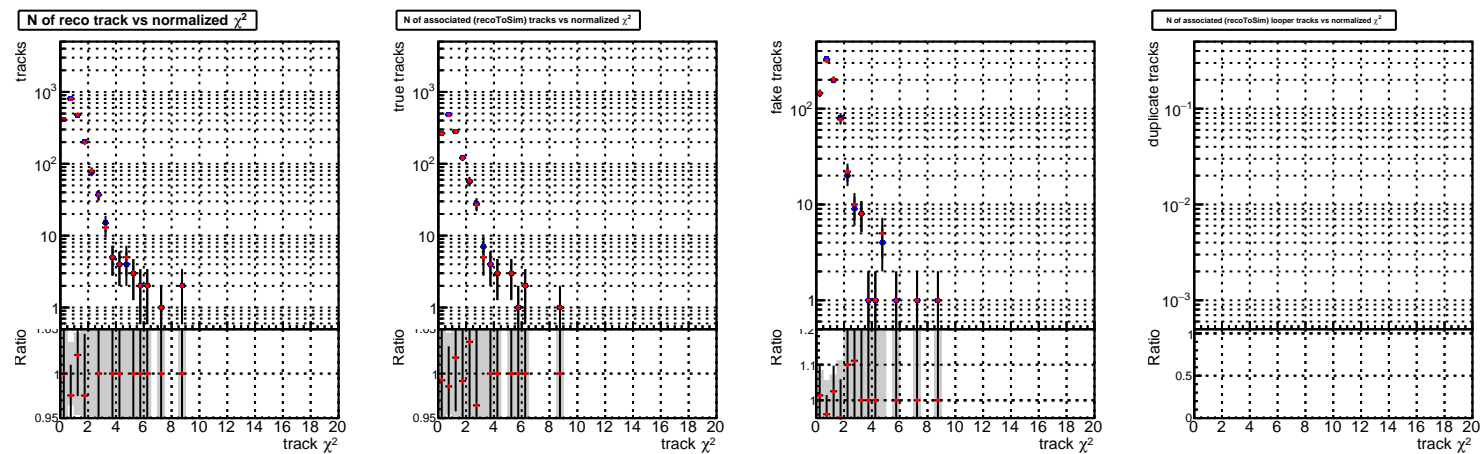 N of reco track vs normalized χ²
tracks
10³
10²
10
1
Ratio
1.05
1
0.95
0 2 4 6 8 10 12 14 16 18 20
track χ²
N of associated (recoToSim) tracks vs normalized χ²
true tracks
10³
10²
10
1
Ratio
1.05
1
0.95
0 2 4 6 8 10 12 14 16 18 20
track χ²
fake tracks
10²
10
1
Ratio
1.2
1.1
1
0 2 4 6 8 10 12 14 16 18 20
track χ²
N of associated (recoToSim) looper tracks vs normalized χ²
duplicate tracks
10⁻¹
10⁻²
10⁻³
Ratio
1
0.5
0
0 2 4 6 8 10 12 14 16 18 20
track χ²